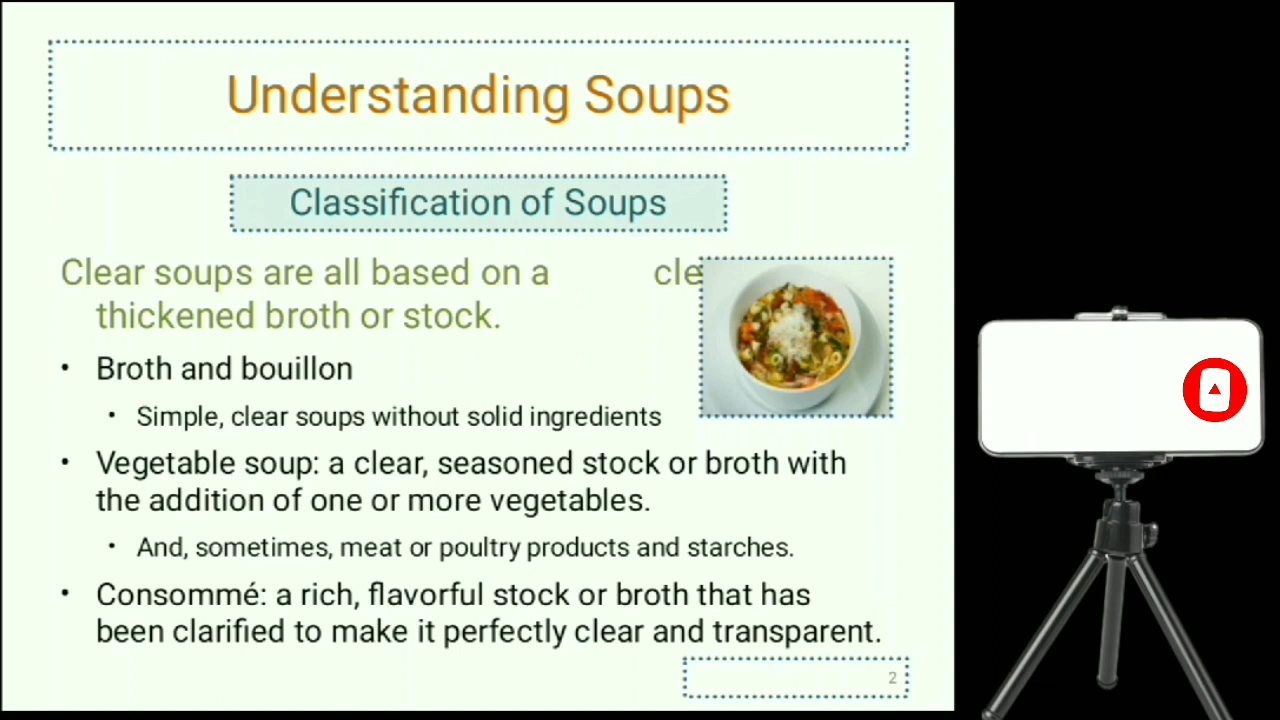 Understanding Soups
Classification of Soups
Clear soups are all based on a
thickened broth or stock.
• Broth and bouillon
• Simple, clear soups without solid ingredients
• Vegetable soup: a clear, seasoned stock or broth with
the addition of one or more vegetables.
• And, sometimes, meat or poultry products and starches.
• Consommé: a rich, flavorful stock or broth that has
been clarified to make it perfectly clear and transparent.
2